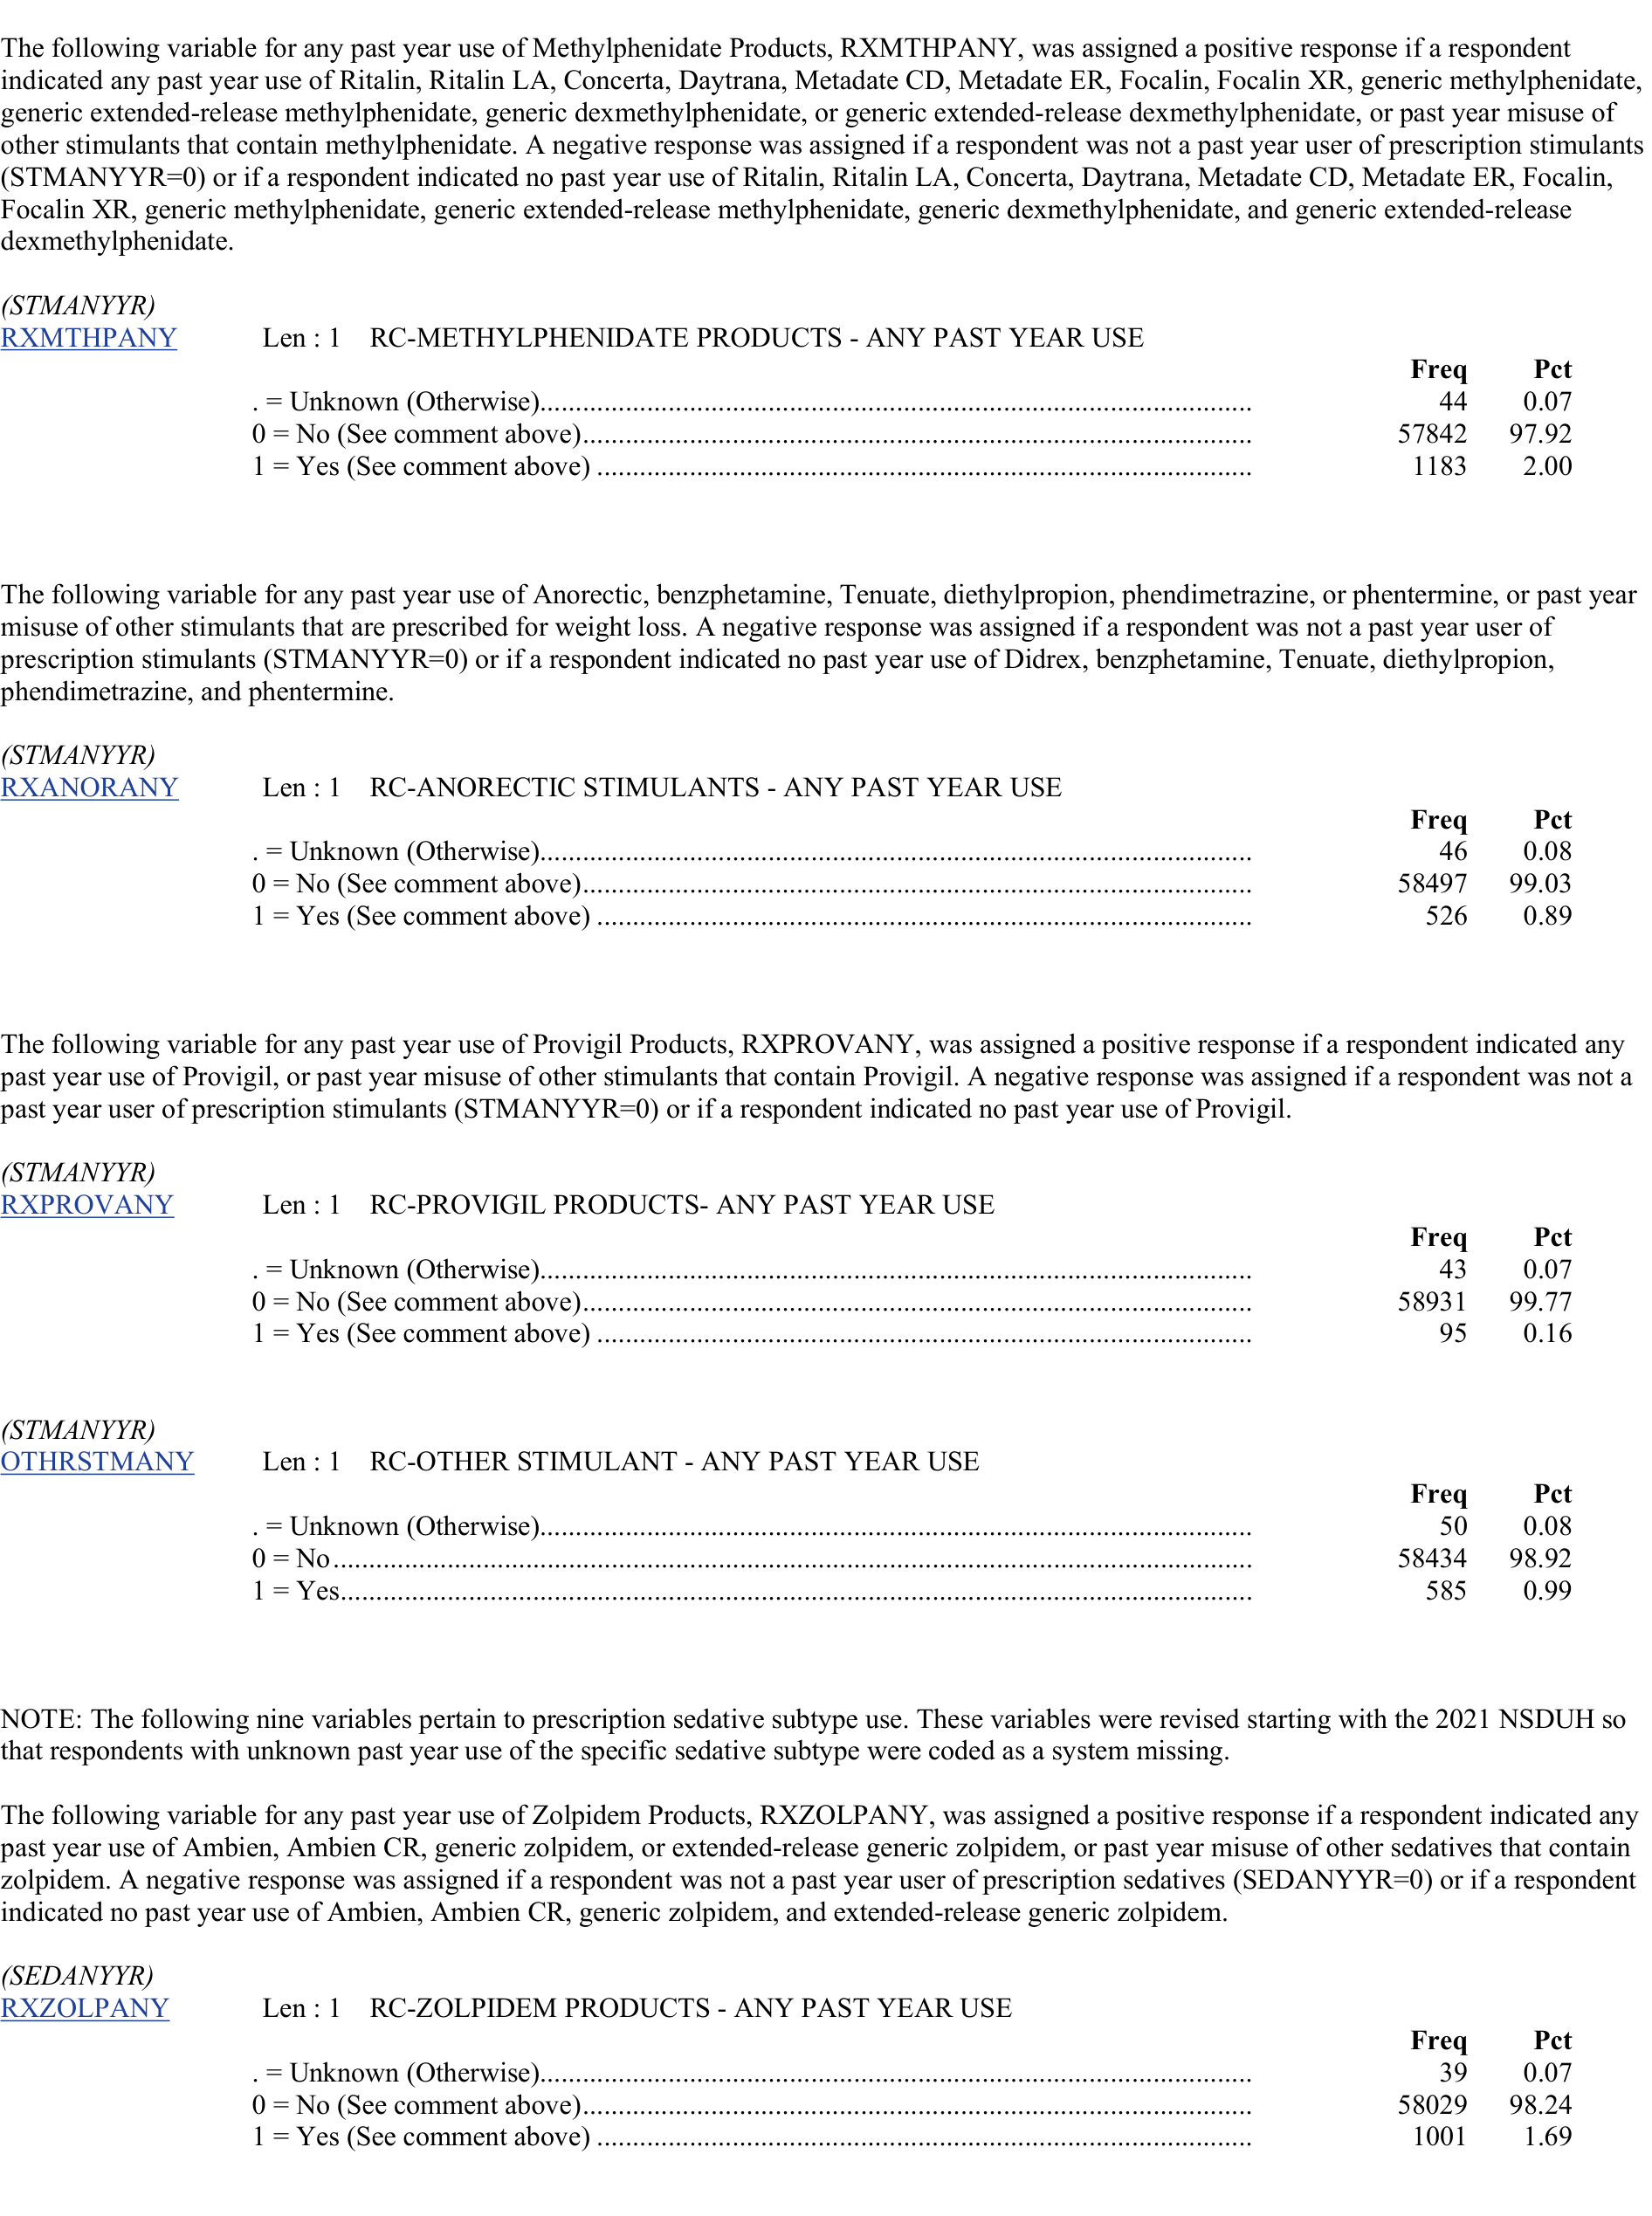 The following variable for any past year use of Methylphenidate Products, RXMTHPANY, was assigned a positive response if a respondent
indicated any past year use of Ritalin, Ritalin LA, Concerta, Daytrana, Metadate CD, Metadate ER, Focalin, Focalin XR, generic methylphenidate,
generic extended-release methylphenidate, generic dexmethylphenidate, or generic extended-release dexmethylphenidate, or past year misuse of
other stimulants that contain methylphenidate. A negative response was assigned if a respondent was not a past year user of prescription stimulants
(STMANYYR=0) or if a respondent indicated no past year use of Ritalin, Ritalin LA, Concerta, Daytrana, Metadate CD, Metadate ER, Focalin,
Focalin XR, generic methylphenidate, generic extended-release methylphenidate, generic dexmethylphenidate, and generic extended-release
dexmethylphenidate.
(STMANYYR)
RXMTHPANY Len : 1 RC-METHYLPHENIDATE PRODUCTS - ANY PAST YEAR USE
Freq Pct
. = Unknown (Otherwise)............................................................ 44 0.07
0 = No (See comment above)............................................................ 57842 97.92
1 = Yes (See comment above) ............................................................ 1183 2.00
The following variable for any past year use of Anorectic, benzphetamine, Tenuate, diethylpropion, phendimetrazine, or phentermine, or past year
misuse of other stimulants that are prescribed for weight loss. A negative response was assigned if a respondent was not a past year user of
prescription stimulants (STMANYYR=0) or if a respondent indicated no past year use of Didrex, benzphetamine, Tenuate, diethylpropion,
phendimetrazine, and phentermine.
(STMANYYR)
RXANORANY Len : 1 RC-ANORECTIC STIMULANTS - ANY PAST YEAR USE
Freq Pct
. = Unknown (Otherwise)............................................................ 46 0.08
0 = No (See comment above)............................................................ 58497 99.03
1 = Yes (See comment above) ............................................................ 526 0.89
The following variable for any past year use of Provigil Products, RXPROVANY, was assigned a positive response if a respondent indicated any
past year use of Provigil, or past year misuse of other stimulants that contain Provigil. A negative response was assigned if a respondent was not a
past year user of prescription stimulants (STMANYYR=0) or if a respondent indicated no past year use of Provigil.
(STMANYYR)
RXPROVANY Len : 1 RC-PROVIGIL PRODUCTS- ANY PAST YEAR USE
Freq Pct
. = Unknown (Otherwise)............................................................ 43 0.07
0 = No (See comment above)............................................................ 58931 99.77
1 = Yes (See comment above) ............................................................ 95 0.16
(STMANYYR)
OTHRSTMANY Len : 1 RC-OTHER STIMULANT - ANY PAST YEAR USE
Freq Pct
. = Unknown (Otherwise)............................................................ 50 0.08
0 = No............................................................ 58434 98.92
1 = Yes............................................................ 585 0.99
NOTE: The following nine variables pertain to prescription sedative subtype use. These variables were revised starting with the 2021 NSDUH so
that respondents with unknown past year use of the specific sedative subtype were coded as a system missing.
The following variable for any past year use of Zolpidem Products, RXZOLPANY, was assigned a positive response if a respondent indicated any
past year use of Ambien, Ambien CR, generic zolpidem, or extended-release generic zolpidem, or past year misuse of other sedatives that contain
zolpidem. A negative response was assigned if a respondent was not a past year user of prescription sedatives (SEDANYYR=0) or if a respondent
indicated no past year use of Ambien, Ambien CR, generic zolpidem, and extended-release generic zolpidem.
(SEDANYYR)
RXZOLPANY Len : 1 RC-ZOLPIDEM PRODUCTS - ANY PAST YEAR USE
Freq Pct
. = Unknown (Otherwise)............................................................ 39 0.07
0 = No (See comment above)............................................................ 58029 98.24
1 = Yes (See comment above) ............................................................ 1001 1.69